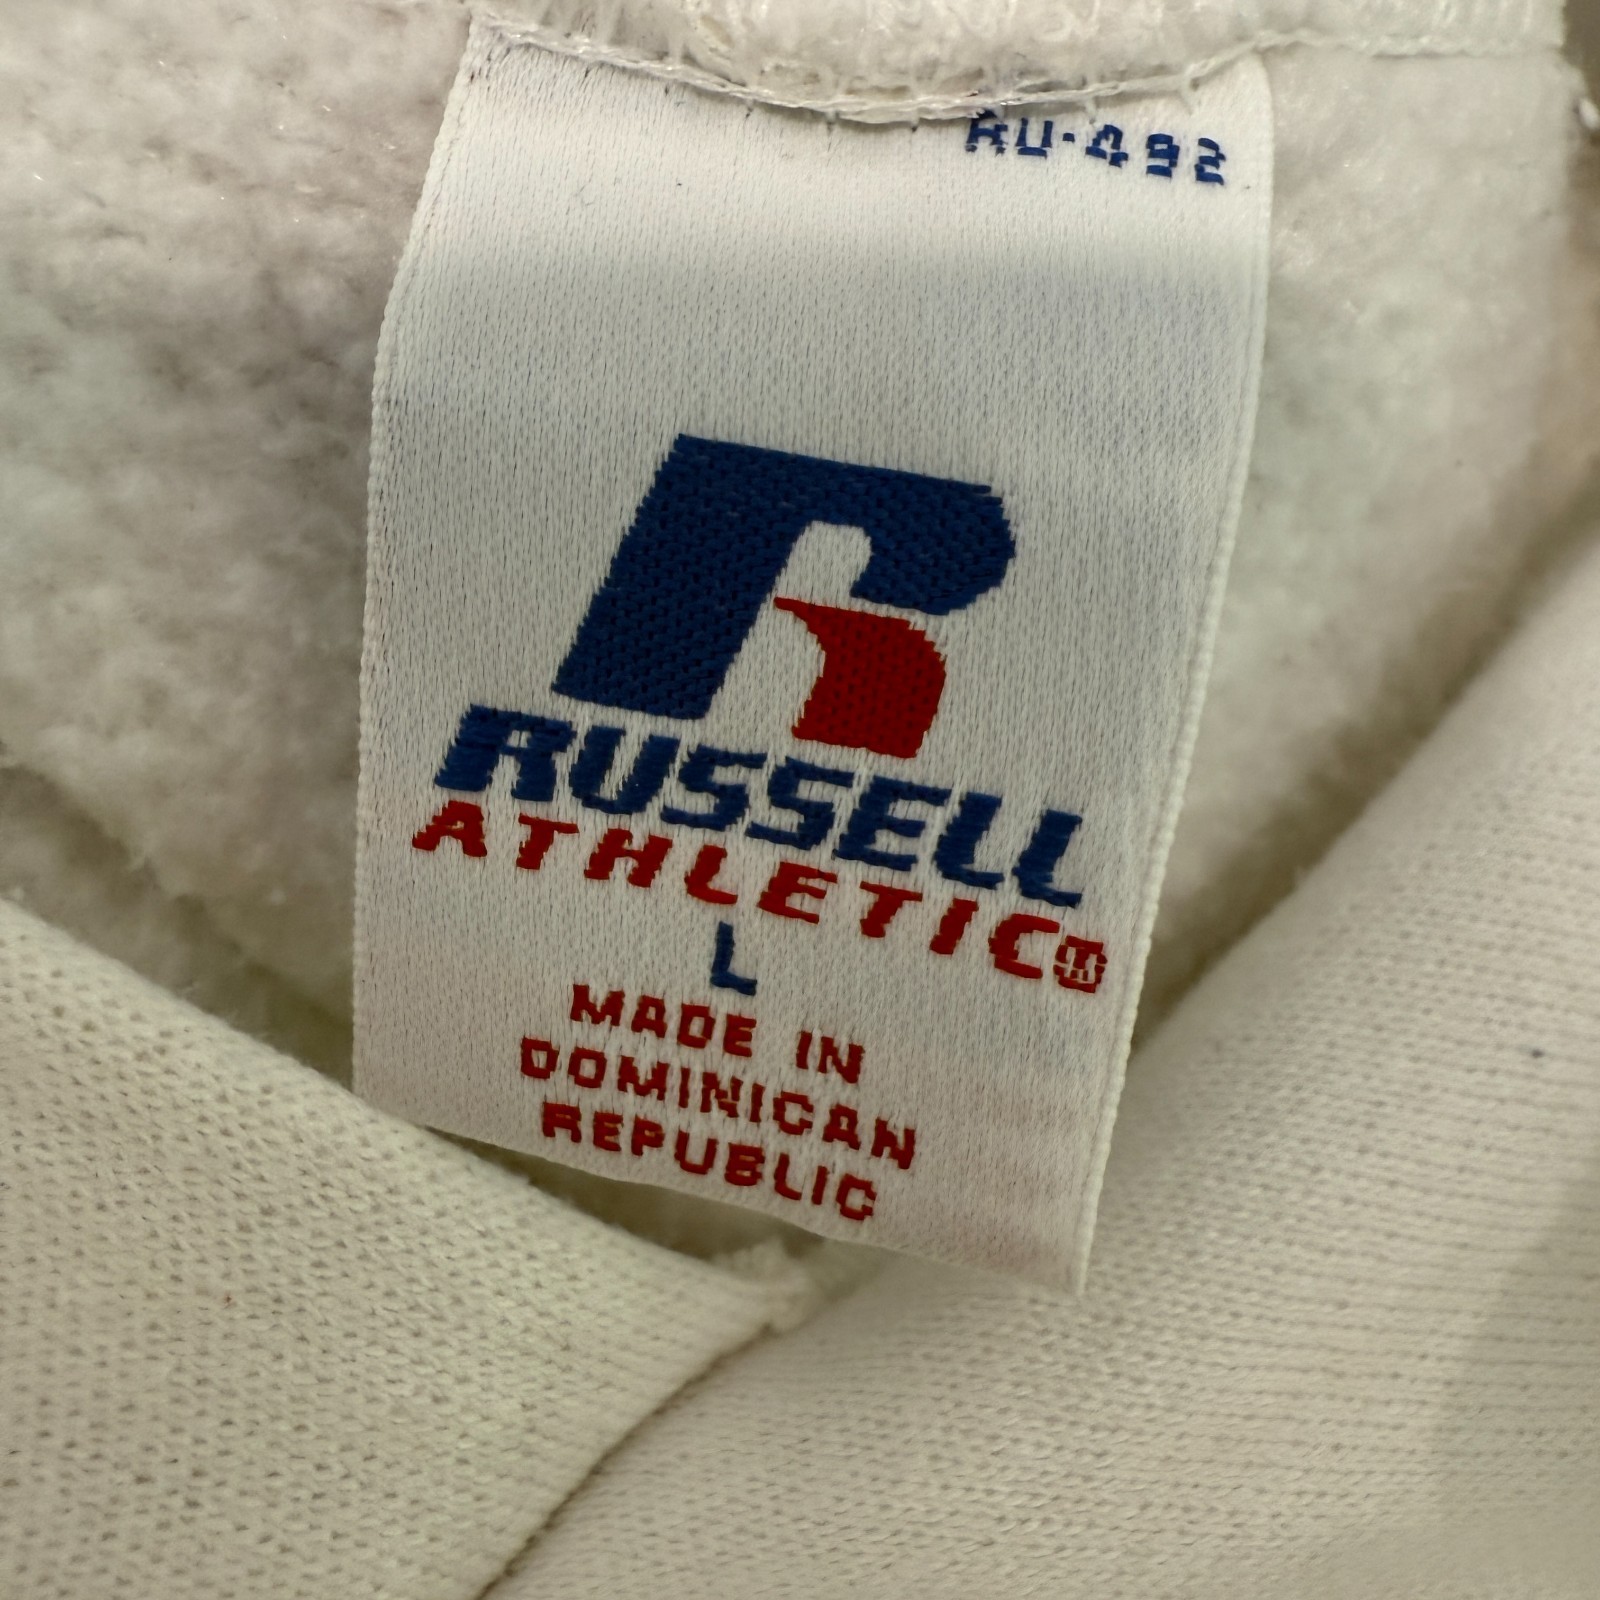 RU-492
RUSSELL
ATHLETIC®
L
MADE IN
DOMINICAN
REPUBLIC